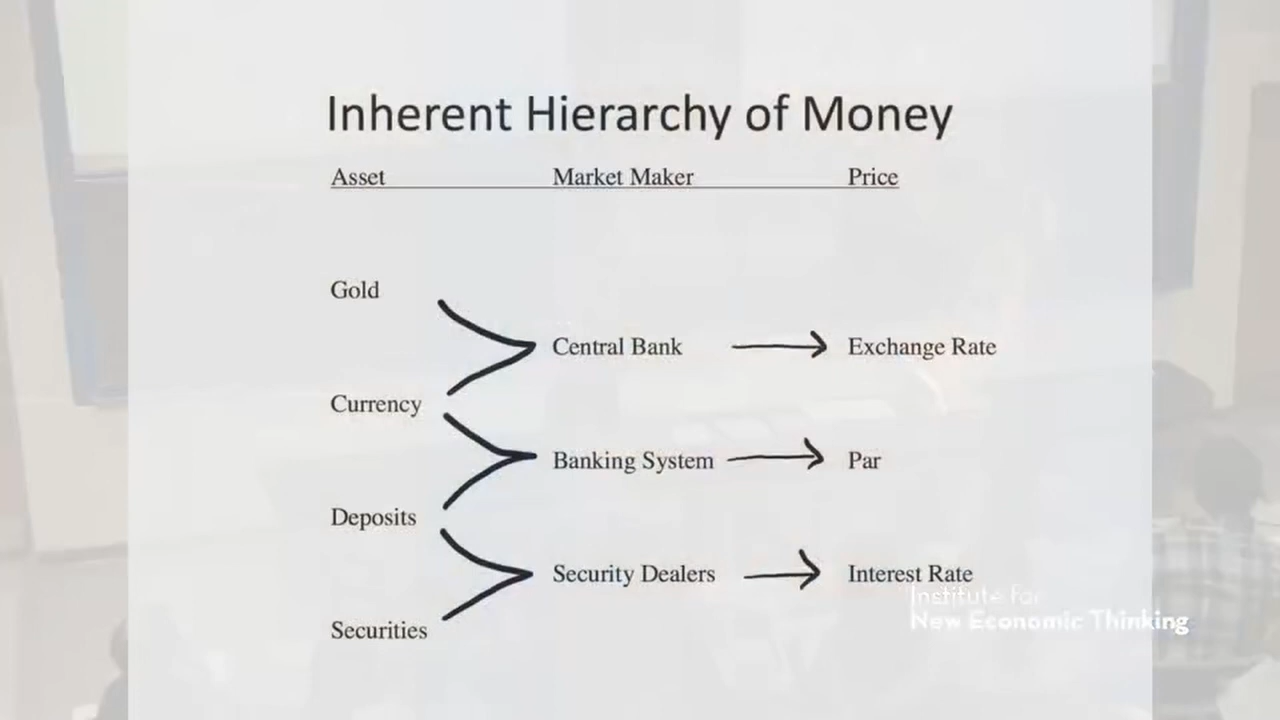 Inherent Hierarchy of Money
Asset Market Maker Price
Gold
Central Bank Exchange Rate
Currency
Banking System Par
Deposits
Security Dealers Interest Rate
Institute for
New Economic Thinking
Securities